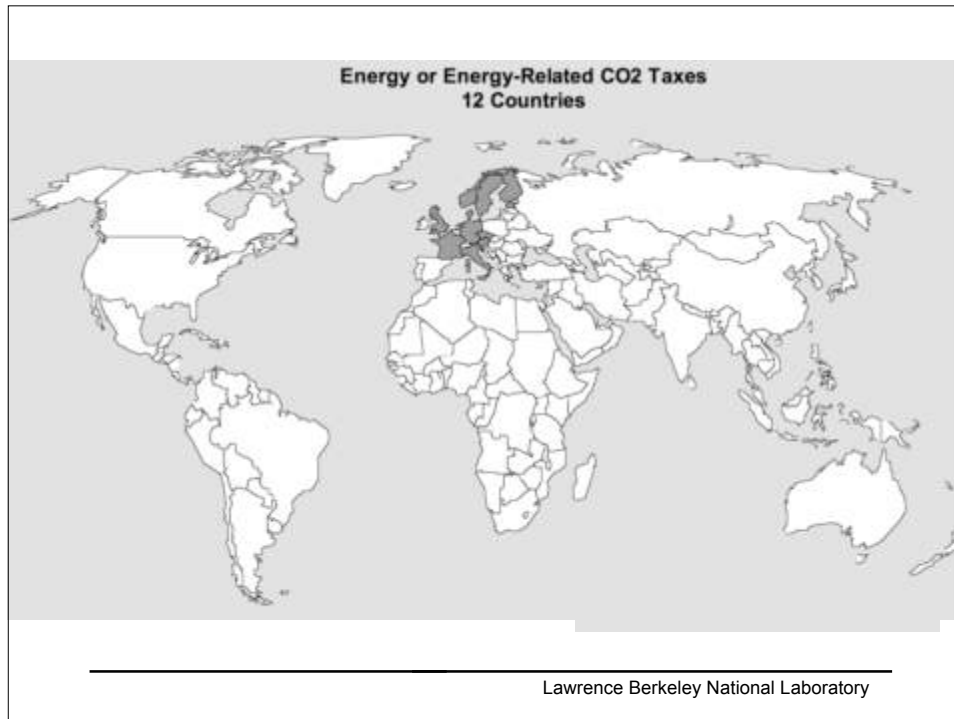 Energy or Energy-Related CO2 Taxes
12 Countries
Lawrence Berkeley National Laboratory